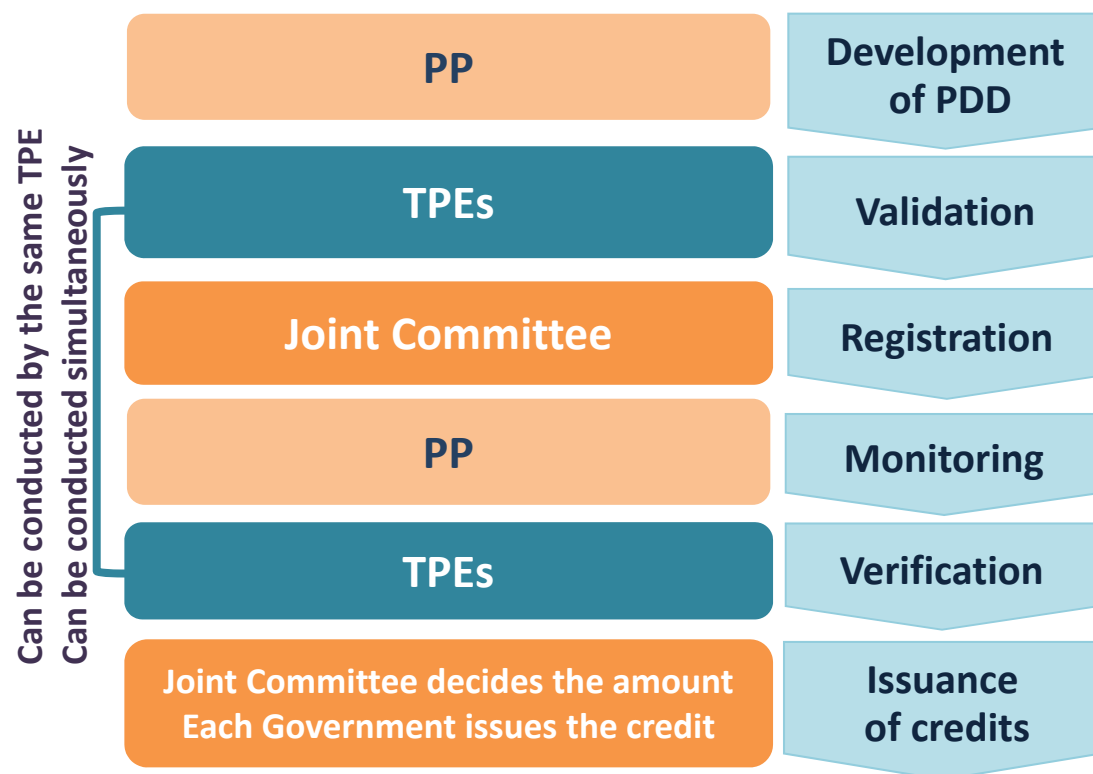 PP
Development
of PDD
TPEs
Validation
Joint Committee
Registration
PP
Monitoring
TPEs
Verification
Joint Committee decides the amount
Each Government issues the credit
Issuance
of credits
Can be conducted by the same TPE
Can be conducted simultaneously